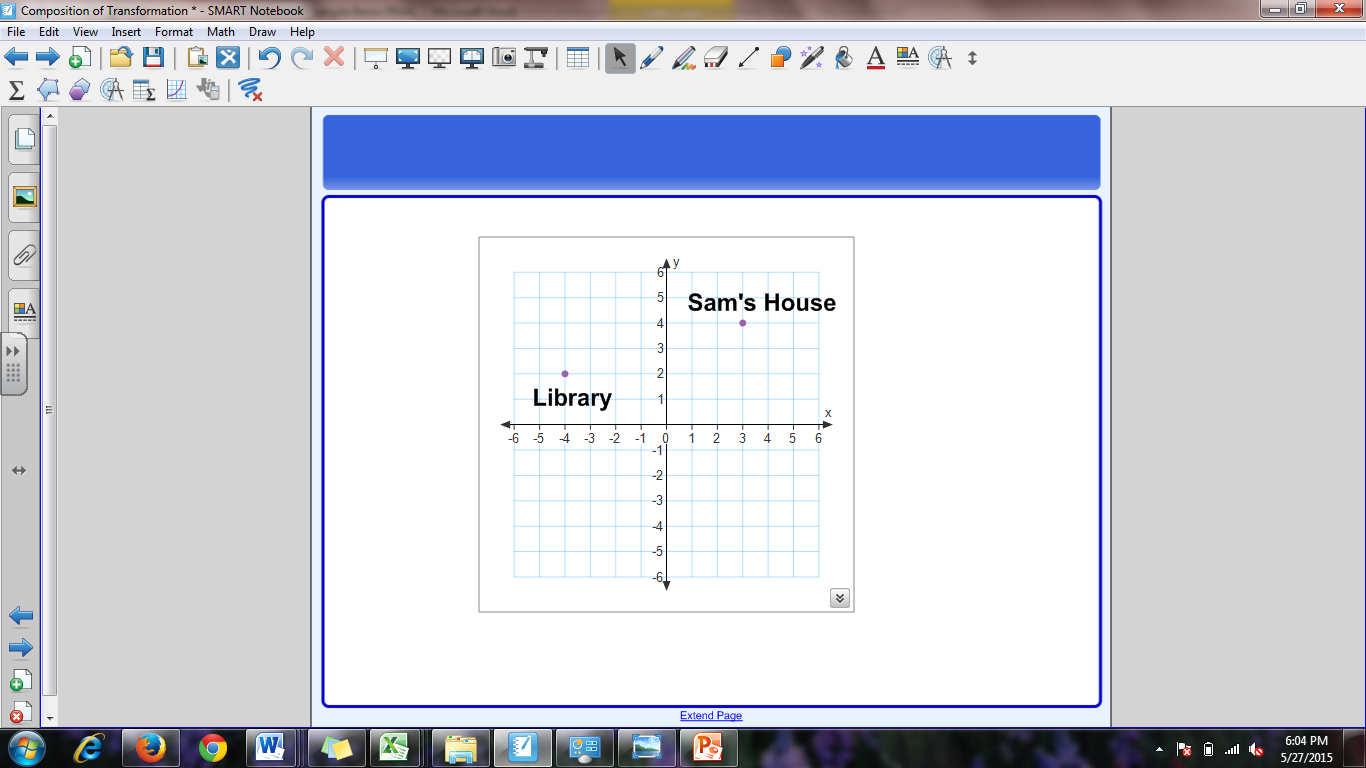 Composition of Transformation * - SMART Notebook
File Edit View Insert Format Math Draw Help
y
6
5
Sam's House
4
3
2
Library
1
x
-6 -5 -4 -3 -2 -1 0 1 2 3 4 5 6
-1
-2
-3
-4
-5
-6
Extend Page
6:04 PM
5/27/2015